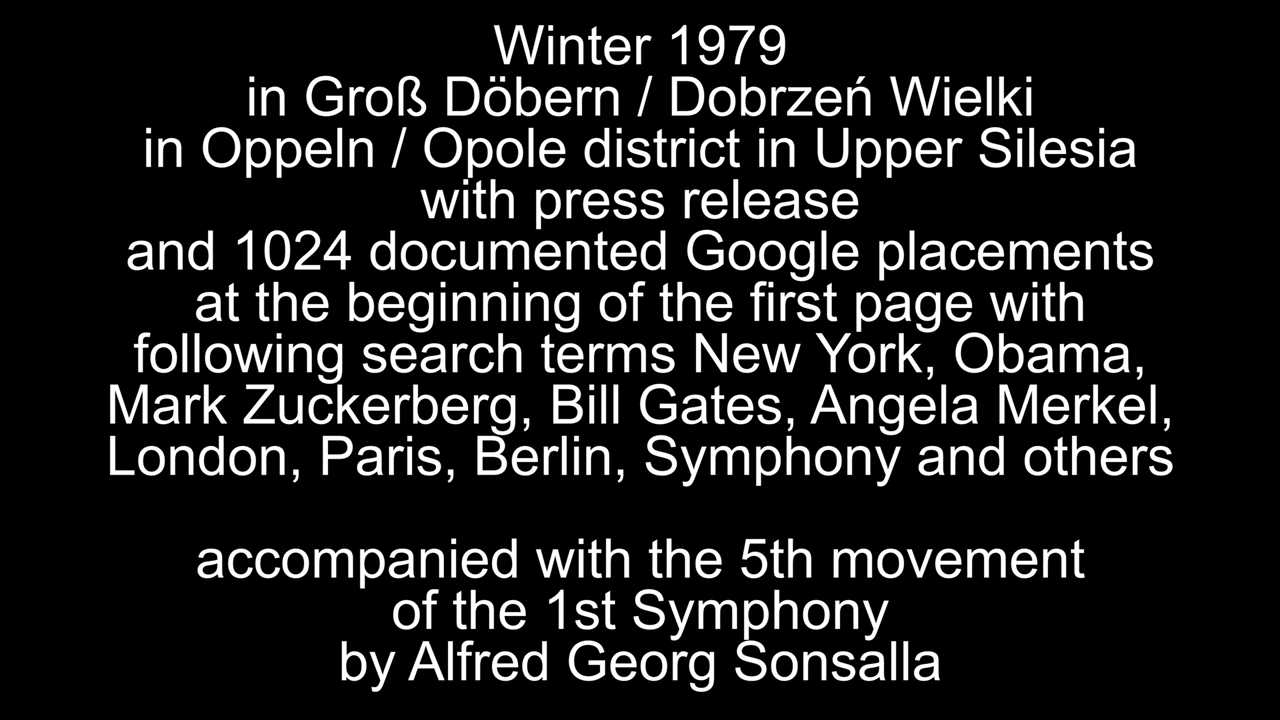 Winter 1979
in Groß Döbern / Dobrzeń Wielki
in Oppeln / Opole district in Upper Silesia
with press release
and 1024 documented Google placements
at the beginning of the first page with
following search terms New York, Obama,
Mark Zuckerberg, Bill Gates, Angela Merkel,
London, Paris, Berlin, Symphony and others
accompanied with the 5th movement
of the 1st Symphony
by Alfred Georg Sonsalla